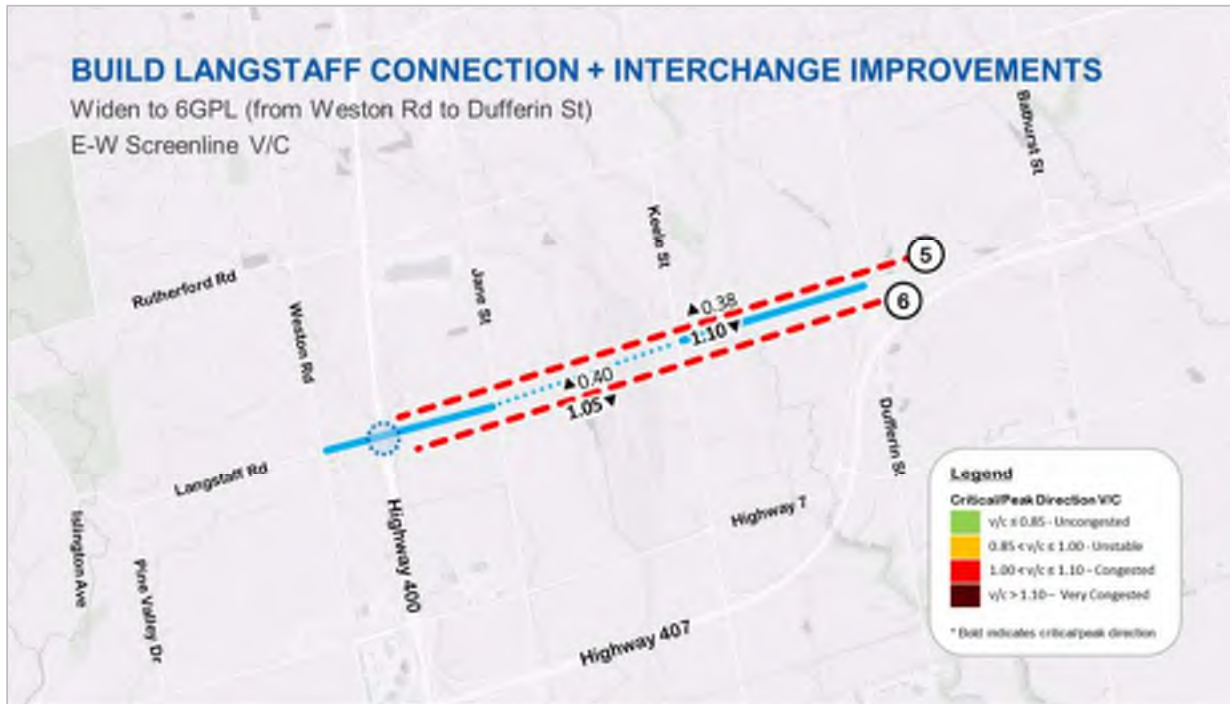 BUILD LANGSTAFF CONNECTION + INTERCHANGE IMPROVEMENTS
Widen to 6GPL (from Weston Rd to Dufferin St)
E-W Screenline V/C
Bathurst St
Keele St
5
Rutherford Rd
Jane St
6
Weston Rd
▲0.38
1.10▼
▲0.40
1.05▼
Dufferin St
Langstaff Rd
Highway 7
Islington Ave
Pine Valley Dr
Highway 400
Highway 407
Legend
Critical/Peak Direction V/C
v/c ≤ 0.85 - Uncongested
0.85 < v/c ≤ 1.00 - Unstable
1.00 < v/c ≤ 1.10 - Congested
v/c > 1.10 - Very Congested
* Bold indicates critical/peak direction